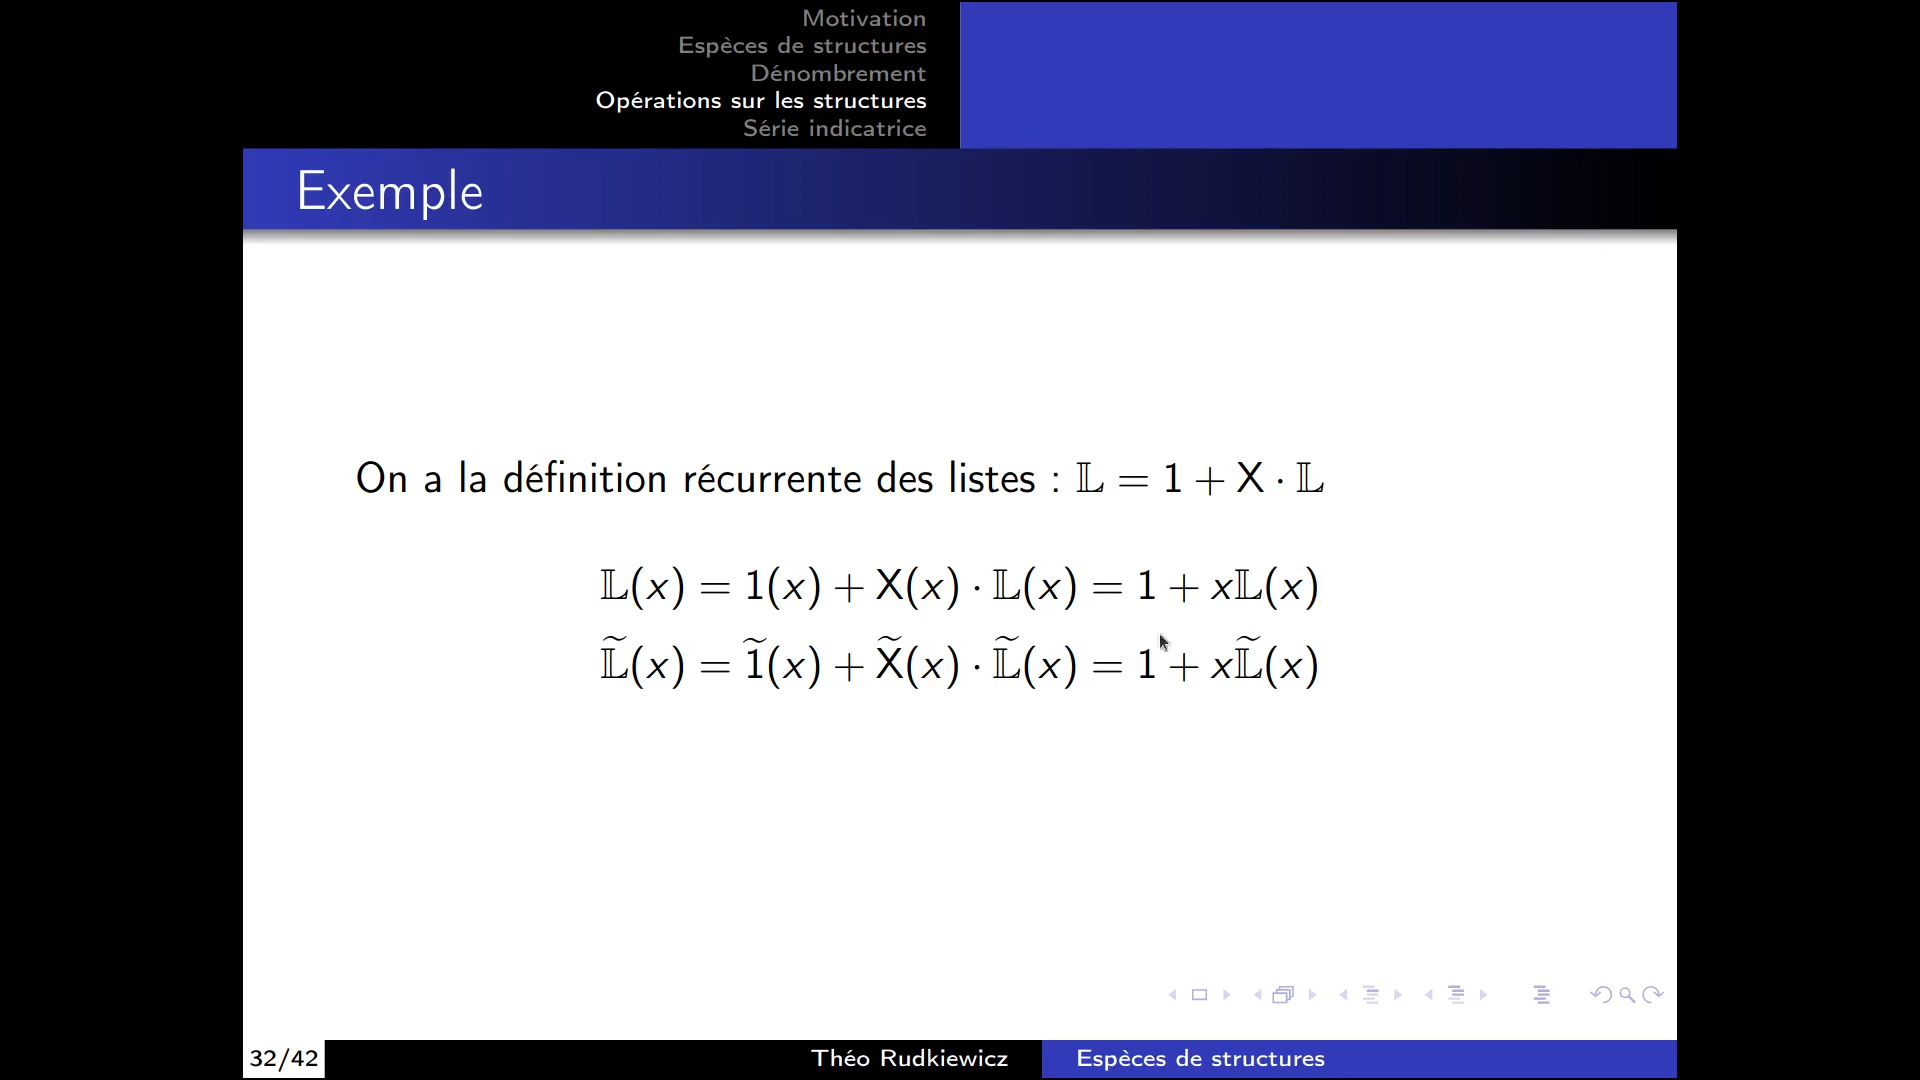 Motivation
Espèces de structures
Dénombrement
Opérations sur les structures
Série indicatrice
Exemple
On a la définition récurrente des listes : 𝕃 = 1 + X · 𝕃
𝕃(x) = 1(x) + X(x) · 𝕃(x) = 1 + x𝕃(x)
𝕃̃(x) = 1̃(x) + X̃(x) · 𝕃̃(x) = 1 + x𝕃̃(x)
32/42
Théo Rudkiewicz
Espèces de structures